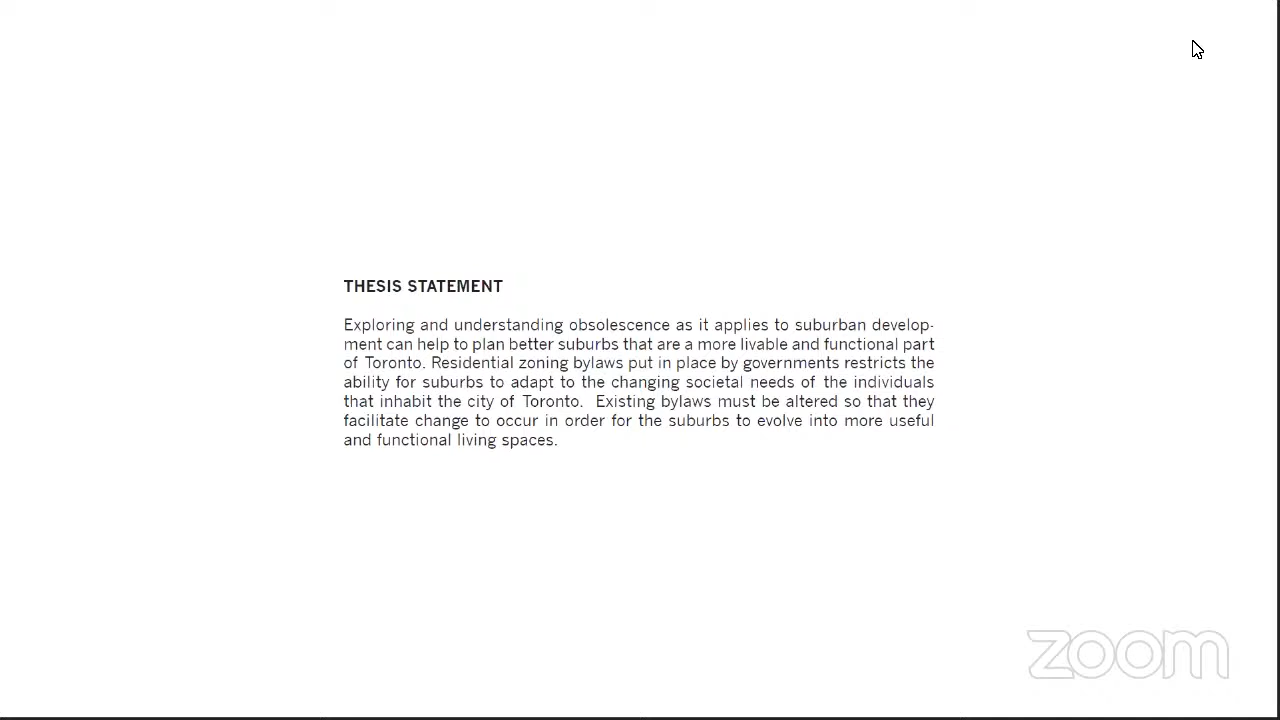 THESIS STATEMENT
Exploring and understanding obsolescence as it applies to suburban develop-
ment can help to plan better suburbs that are a more livable and functional part
of Toronto. Residential zoning bylaws put in place by governments restricts the
ability for suburbs to adapt to the changing societal needs of the individuals
that inhabit the city of Toronto.  Existing bylaws must be altered so that they
facilitate change to occur in order for the suburbs to evolve into more useful
and functional living spaces.
zoom